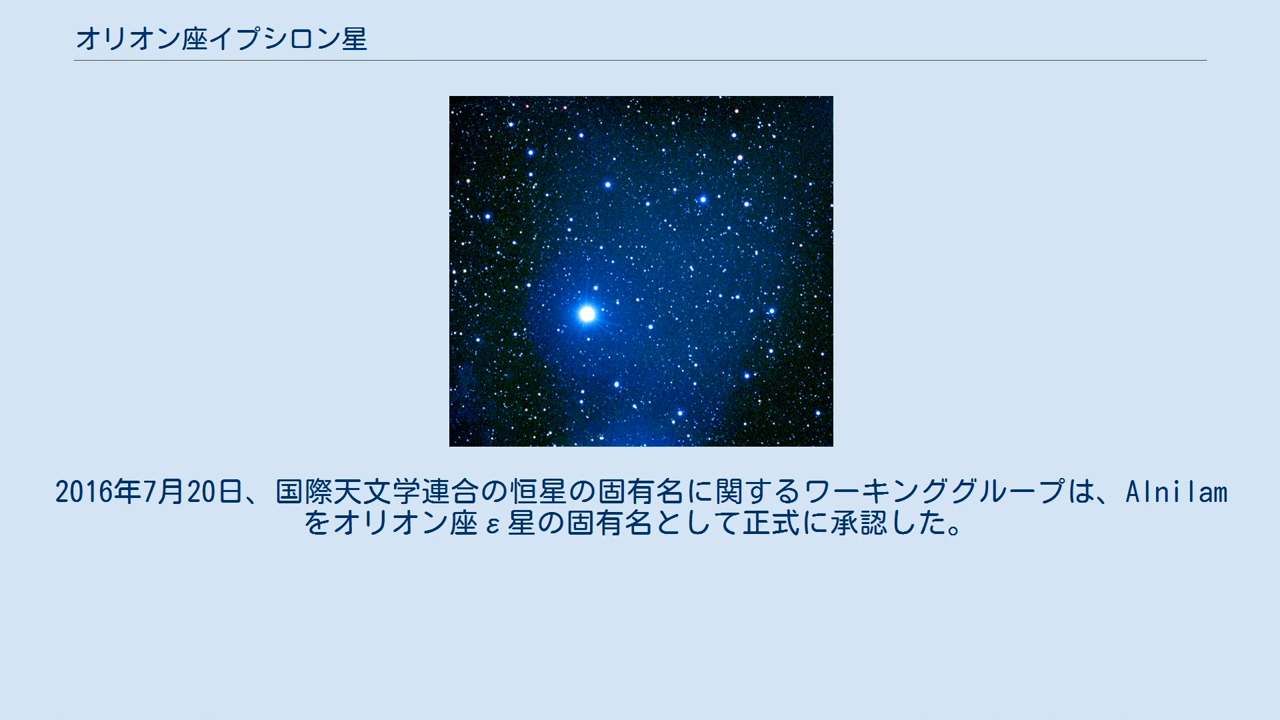 オリオン座イプシロン星
2016年7月20日、国際天文学連合の恒星の固有名に関するワーキンググループは、Alnilam
をオリオン座ε星の固有名として正式に承認した。